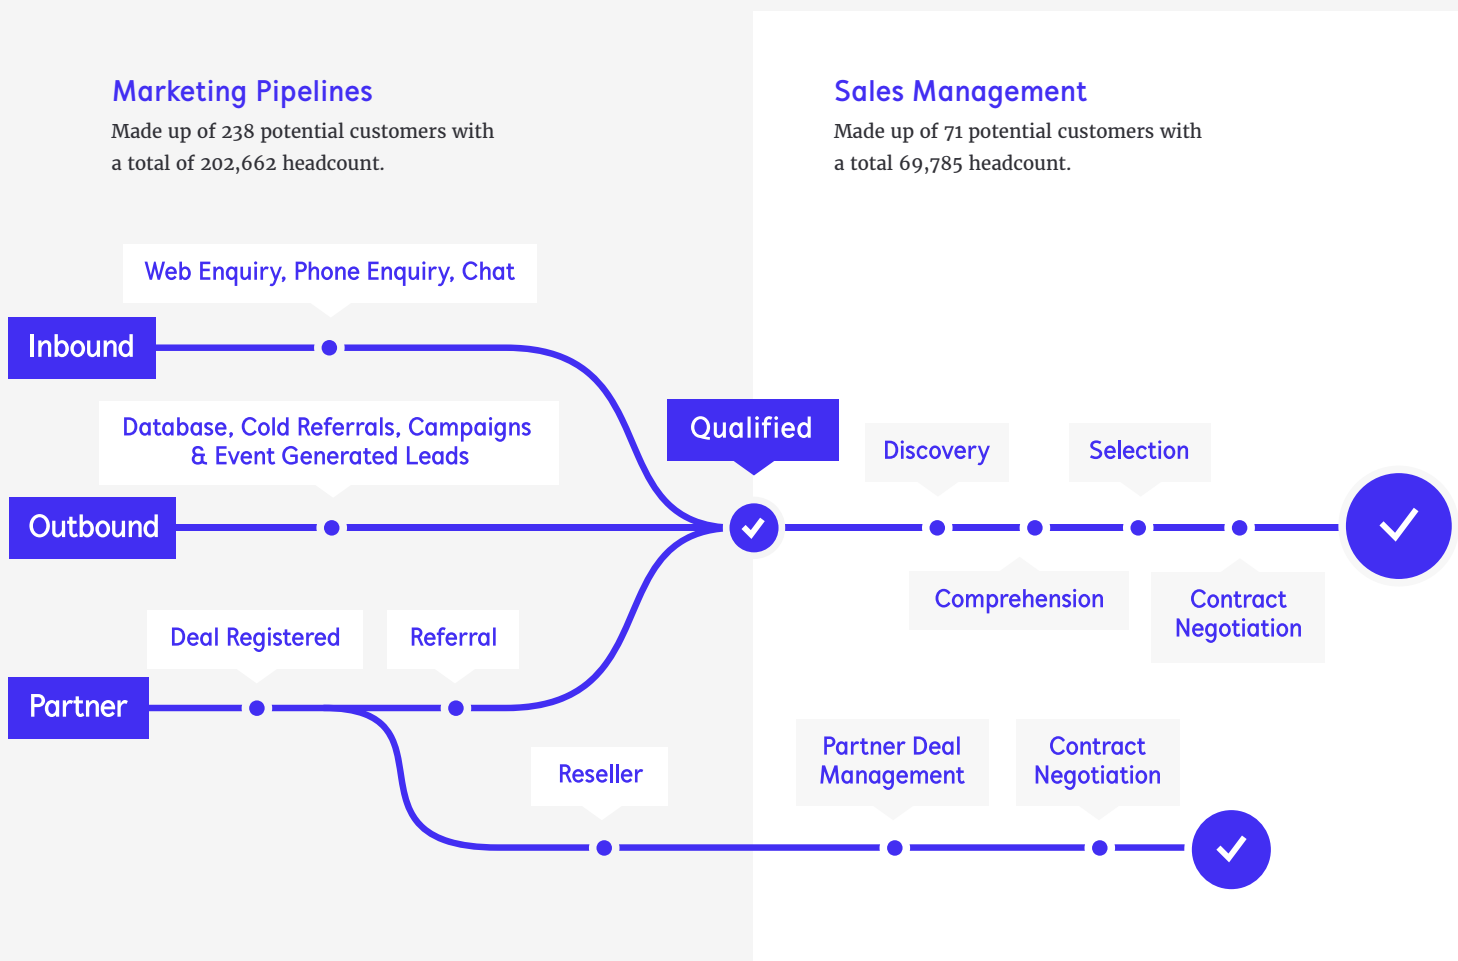 Marketing Pipelines
Made up of 238 potential customers with
a total of 202,662 headcount.
Sales Management
Made up of 71 potential customers with
a total 69,785 headcount.
Web Enquiry, Phone Enquiry, Chat
Inbound
Database, Cold Referrals, Campaigns
& Event Generated Leads
Outbound
Qualified
Discovery
Selection
Comprehension
Contract
Negotiation
Deal Registered
Referral
Partner
Reseller
Partner Deal
Management
Contract
Negotiation